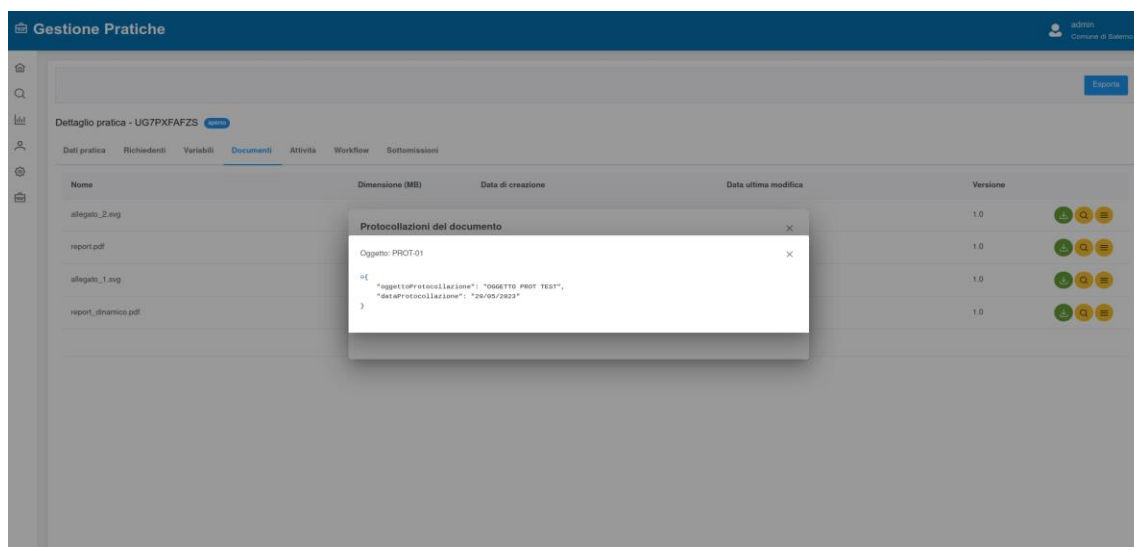 Gestione Pratiche
admin
Comune di Salerno
Esporta
Dettaglio pratica - UG7PXFAFZS aperto
Dati pratica Richiedenti Variabili Documenti Attività Workflow Sottomissioni
Nome Dimensione (MB) Data di creazione Data ultima modifica Versione
allegato_2.svg 1.0
Protocollazioni del documento ×
report.pdf 1.0
Oggetto: PROT-01 ×
allegato_1.svg 1.0
{
"oggettoProtocollazione": "OGGETTO PROT TEST",
"dataProtocollazione": "29/05/2023"
}
report_dinamico.pdf 1.0